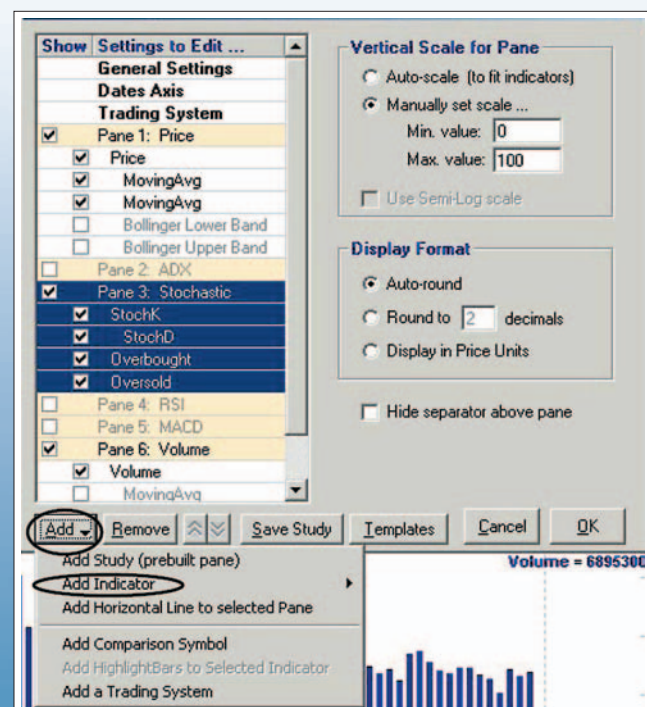 Show Settings to Edit ...
General Settings
Dates Axis
Trading System
Pane 1: Price
Price
MovingAvg
MovingAvg
Bollinger Lower Band
Bollinger Upper Band
Pane 2: ADX
Pane 3: Stochastic
StochK
StochD
Overbought
Oversold
Pane 4: RSI
Pane 5: MACD
Pane 6: Volume
Volume
MovingAvg
Vertical Scale for Pane
Auto-scale (to fit indicators)
Manually set scale ...
Min. value: 0
Max. value: 100
Use Semi-Log scale
Display Format
Auto-round
Round to 2 decimals
Display in Price Units
Hide separator above pane
Add Remove Save Study Templates Cancel OK
Add Study (prebuilt pane)
Add Indicator
Add Horizontal Line to selected Pane
Add Comparison Symbol
Add HighlightBars to Selected Indicator
Add a Trading System
Volume = 6895300